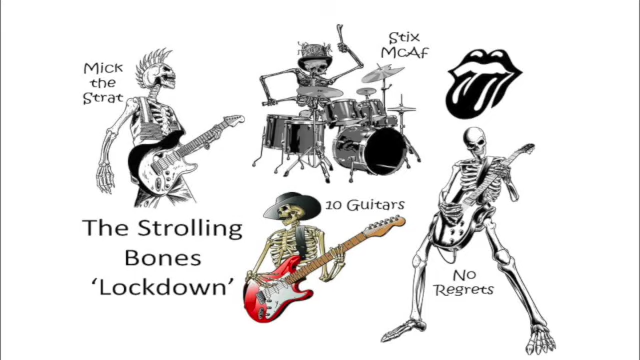 Stix
McAf
Mick
the
Strat
10 Guitars
The Strolling
Bones
‘Lockdown’
No
Regrets